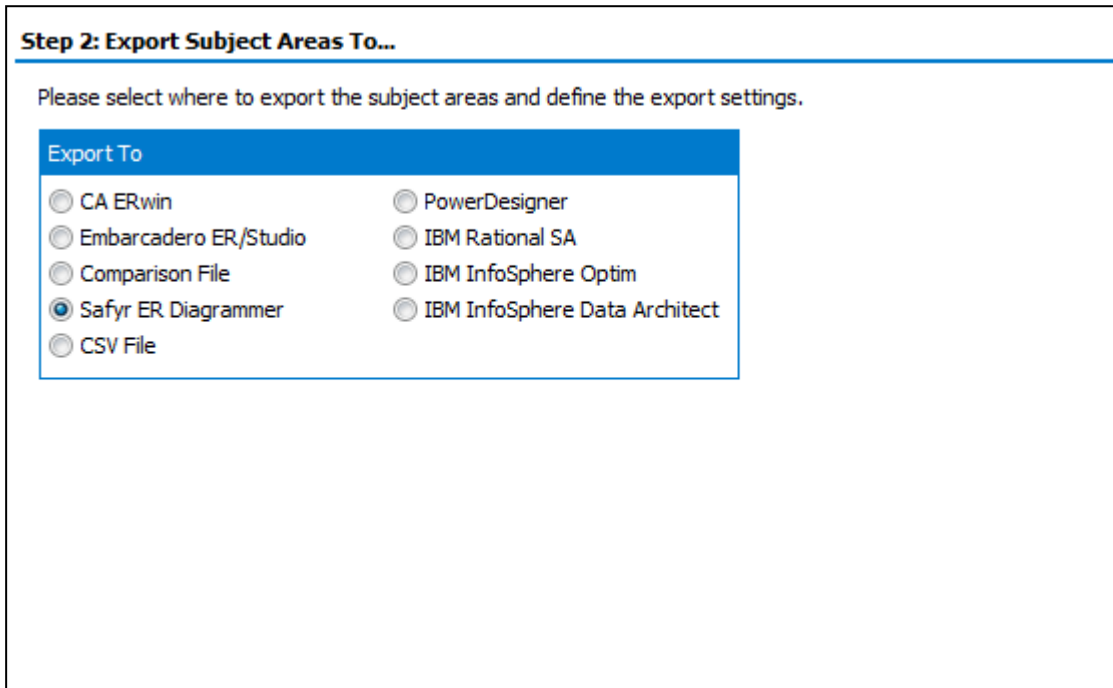 Step 2: Export Subject Areas To...
Please select where to export the subject areas and define the export settings.
Export To
CA ERwin
Embarcadero ER/Studio
Comparison File
Safyr ER Diagrammer
CSV File
PowerDesigner
IBM Rational SA
IBM InfoSphere Optim
IBM InfoSphere Data Architect